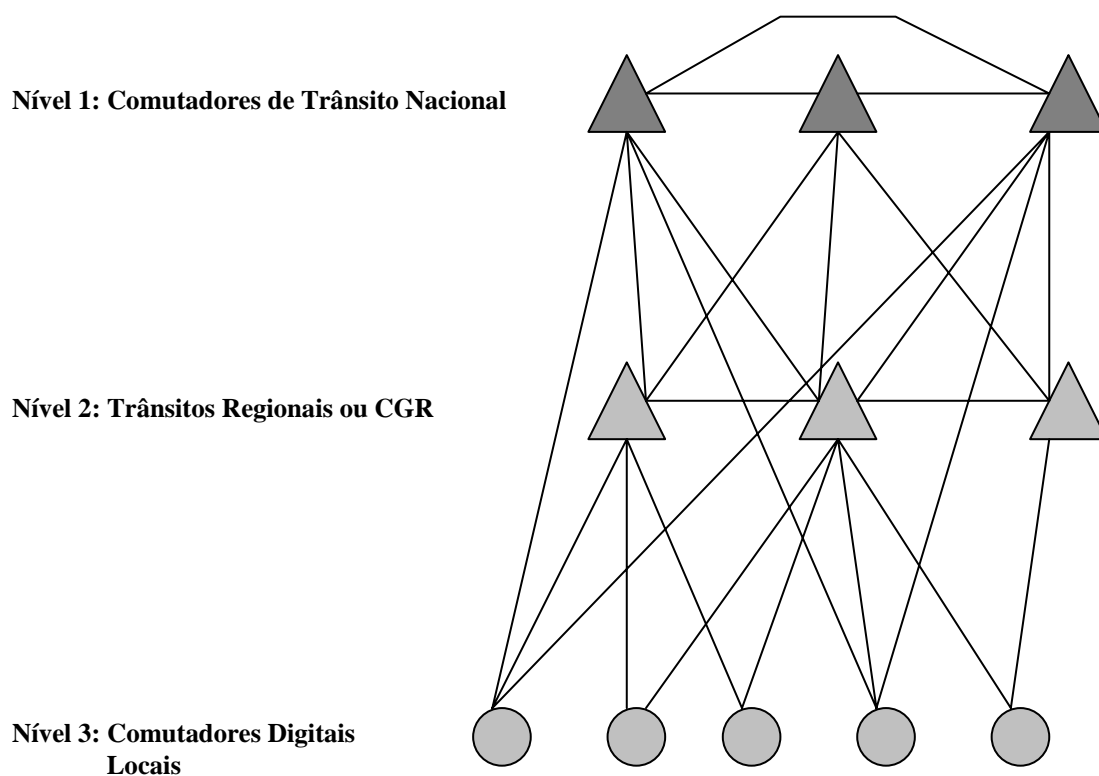 Nível 1: Comutadores de Trânsito Nacional
Nível 2: Trânsitos Regionais ou CGR
Nível 3: Comutadores Digitais
Locais